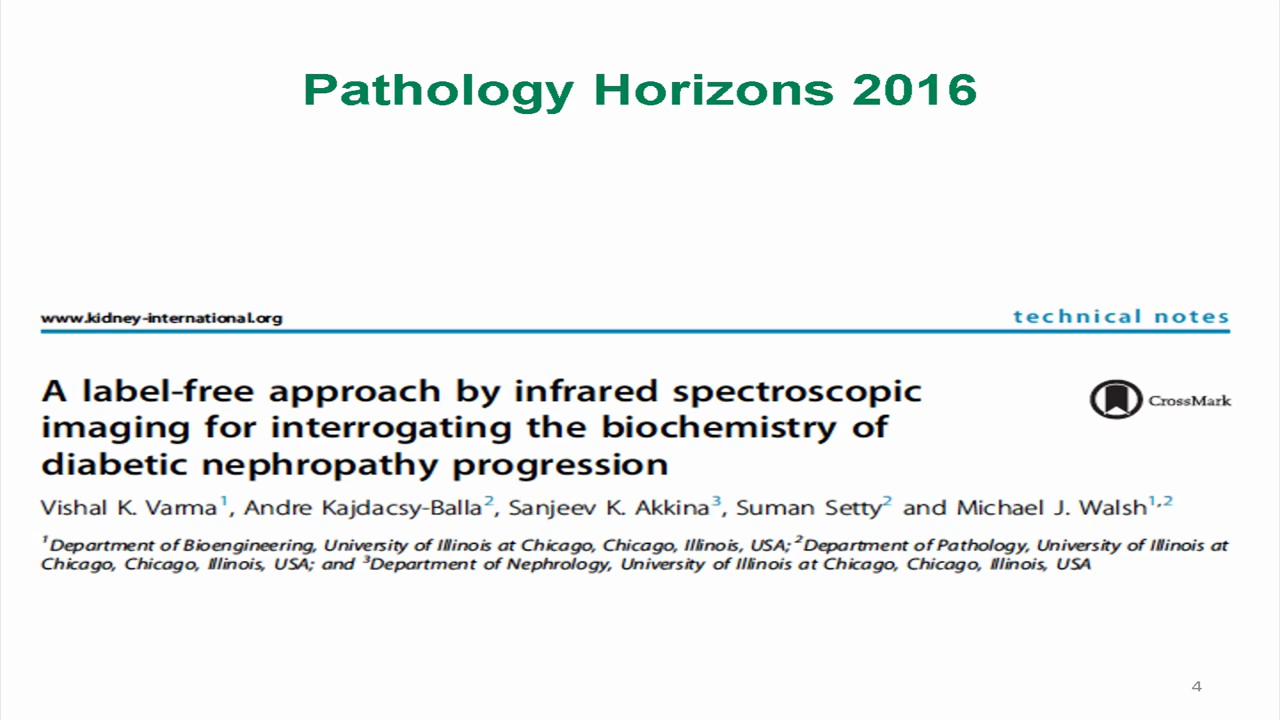 Pathology Horizons 2016
www.kidney-international.org
technical notes
A label-free approach by infrared spectroscopic
imaging for interrogating the biochemistry of
diabetic nephropathy progression
CrossMark
Vishal K. Varma1, Andre Kajdacsy-Balla2, Sanjeev K. Akkina3, Suman Setty2 and Michael J. Walsh1,2
1Department of Bioengineering, University of Illinois at Chicago, Chicago, Illinois, USA; 2Department of Pathology, University of Illinois at
Chicago, Chicago, Illinois, USA; and 3Department of Nephrology, University of Illinois at Chicago, Chicago, Illinois, USA
4